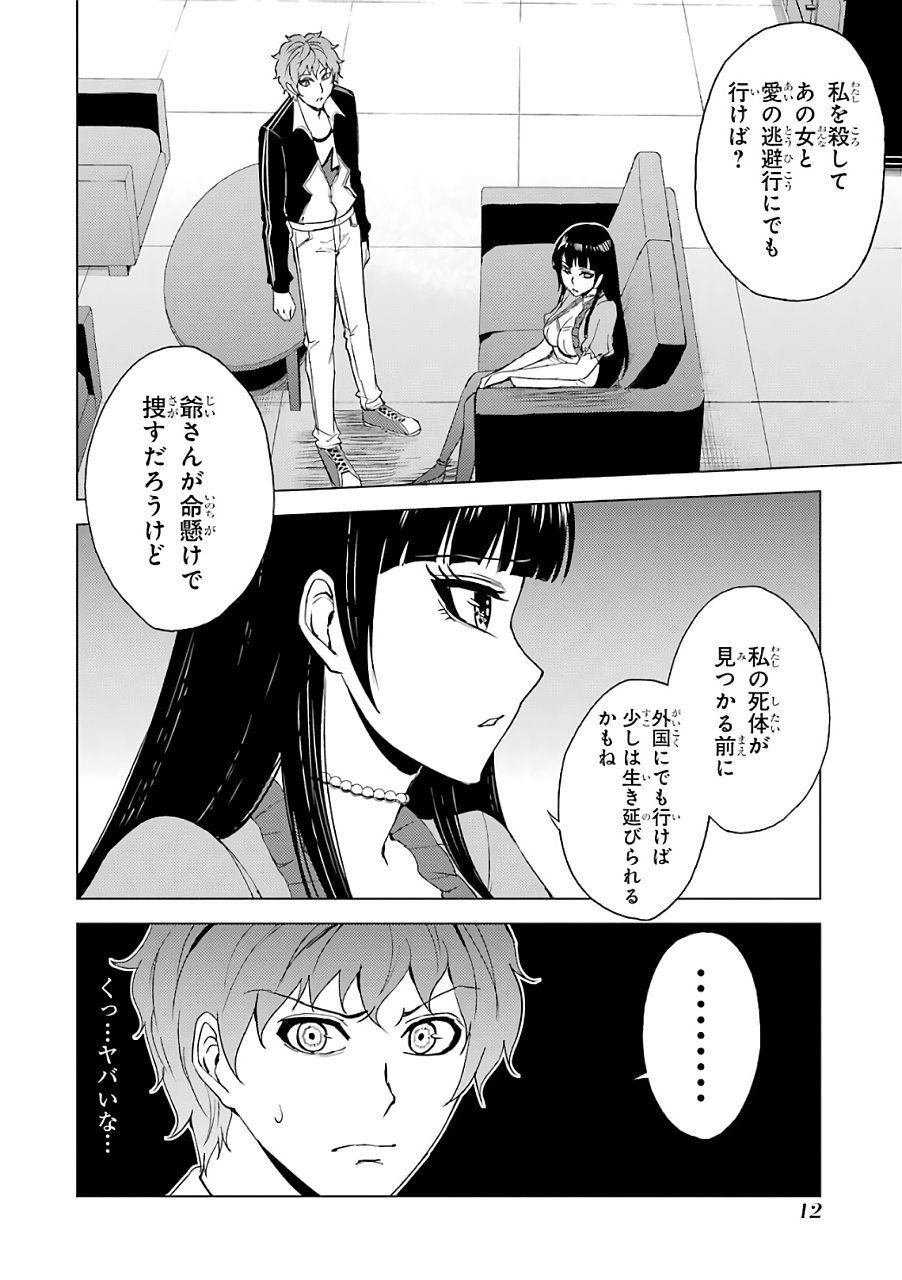 私を殺して
あの女と
愛の逃避行にでも
行けば?
爺さんが命懸けで
捜すだろうけど
私の死体が
見つかる前に
外国にでも行けば
少しは生き延びられる
かもね
………
くっ…ヤバいな…
12